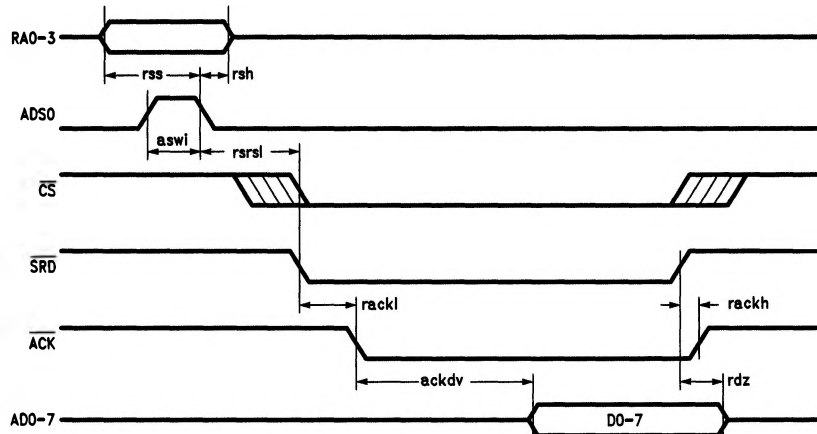 RA0-3
rss
rsh
ADS0
aswi
rsrsl
CS
SRD
rackl
rackh
ACK
ackdv
rdz
AD0-7
D0-7